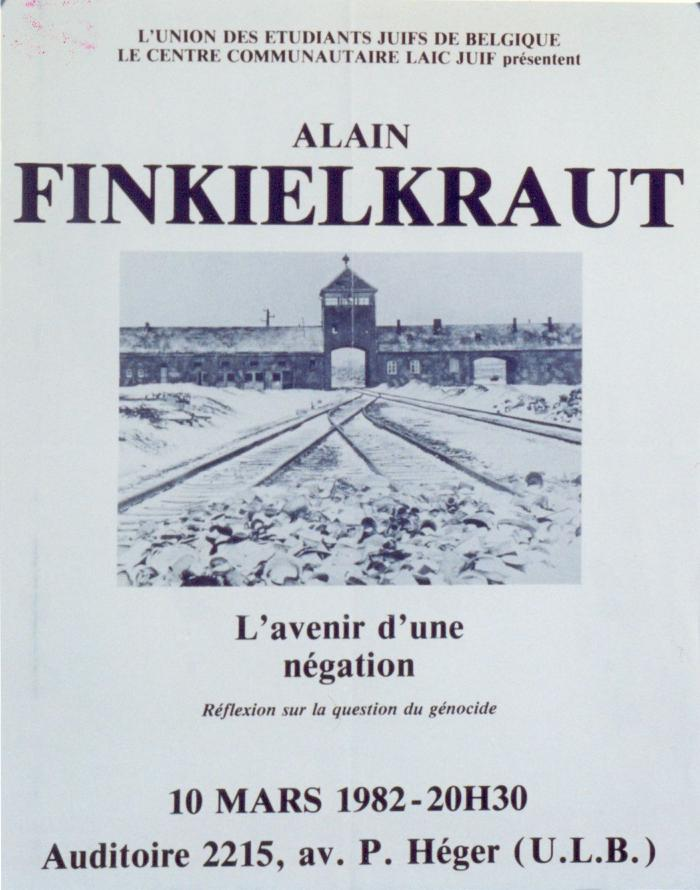 L'UNION DES ETUDIANTS JUIFS DE BELGIQUE
LE CENTRE COMMUNAUTAIRE LAIC JUIF présentent
ALAIN
FINKIELKRAUT
L'avenir d'une
négation
Réflexion sur la question du génocide
10 MARS 1982-20H30
Auditoire 2215, av. P. Héger (U.L.B.)